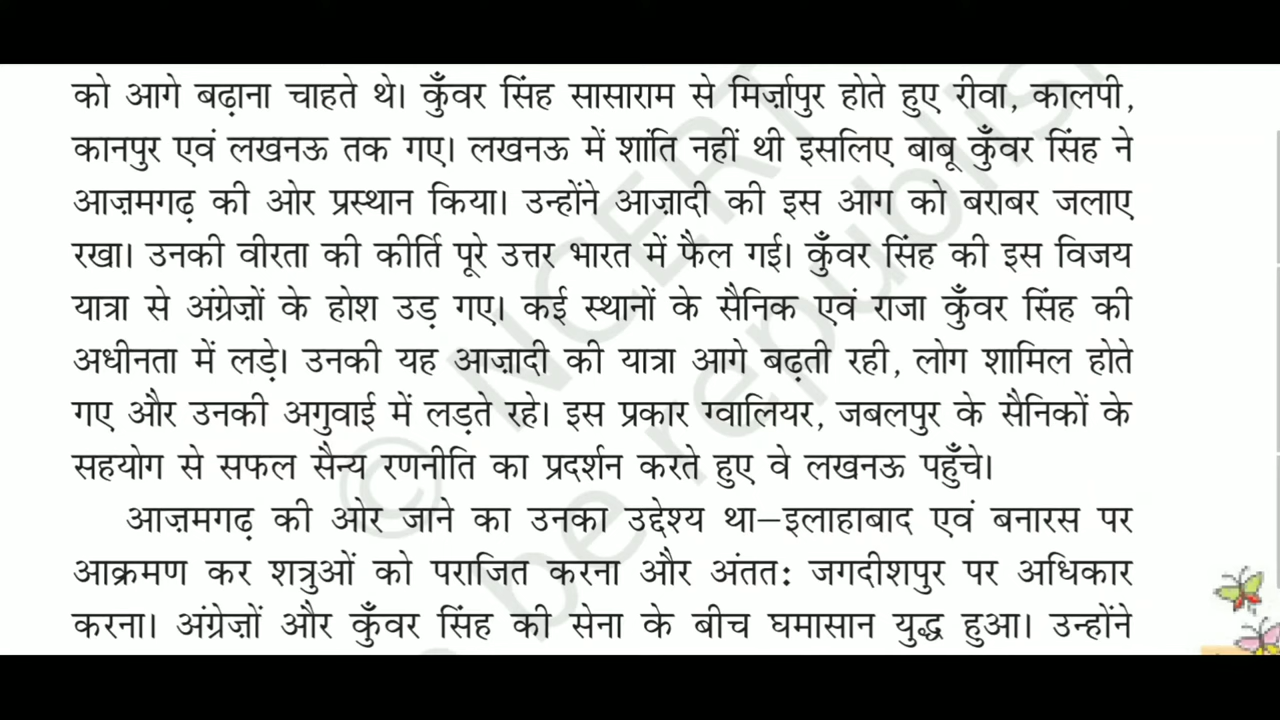 को आगे बढ़ाना चाहते थे। कुँवर सिंह सासाराम से मिर्ज़ापुर होते हुए रीवा, कालपी,
कानपुर एवं लखनऊ तक गए। लखनऊ में शांति नहीं थी इसलिए बाबू कुँवर सिंह ने
आज़मगढ़ की ओर प्रस्थान किया। उन्होंने आज़ादी की इस आग को बराबर जलाए
रखा। उनकी वीरता की कीर्ति पूरे उत्तर भारत में फैल गई। कुँवर सिंह की इस विजय
यात्रा से अंग्रेज़ों के होश उड़ गए। कई स्थानों के सैनिक एवं राजा कुँवर सिंह की
अधीनता में लड़े। उनकी यह आज़ादी की यात्रा आगे बढ़ती रही, लोग शामिल होते
गए और उनकी अगुवाई में लड़ते रहे। इस प्रकार ग्वालियर, जबलपुर के सैनिकों के
सहयोग से सफल सैन्य रणनीति का प्रदर्शन करते हुए वे लखनऊ पहुँचे।
आज़मगढ़ की ओर जाने का उनका उद्देश्य था–इलाहाबाद एवं बनारस पर
आक्रमण कर शत्रुओं को पराजित करना और अंततः जगदीशपुर पर अधिकार
करना। अंग्रेज़ों और कुँवर सिंह की सेना के बीच घमासान युद्ध हुआ। उन्होंने
© NCERT
be republis